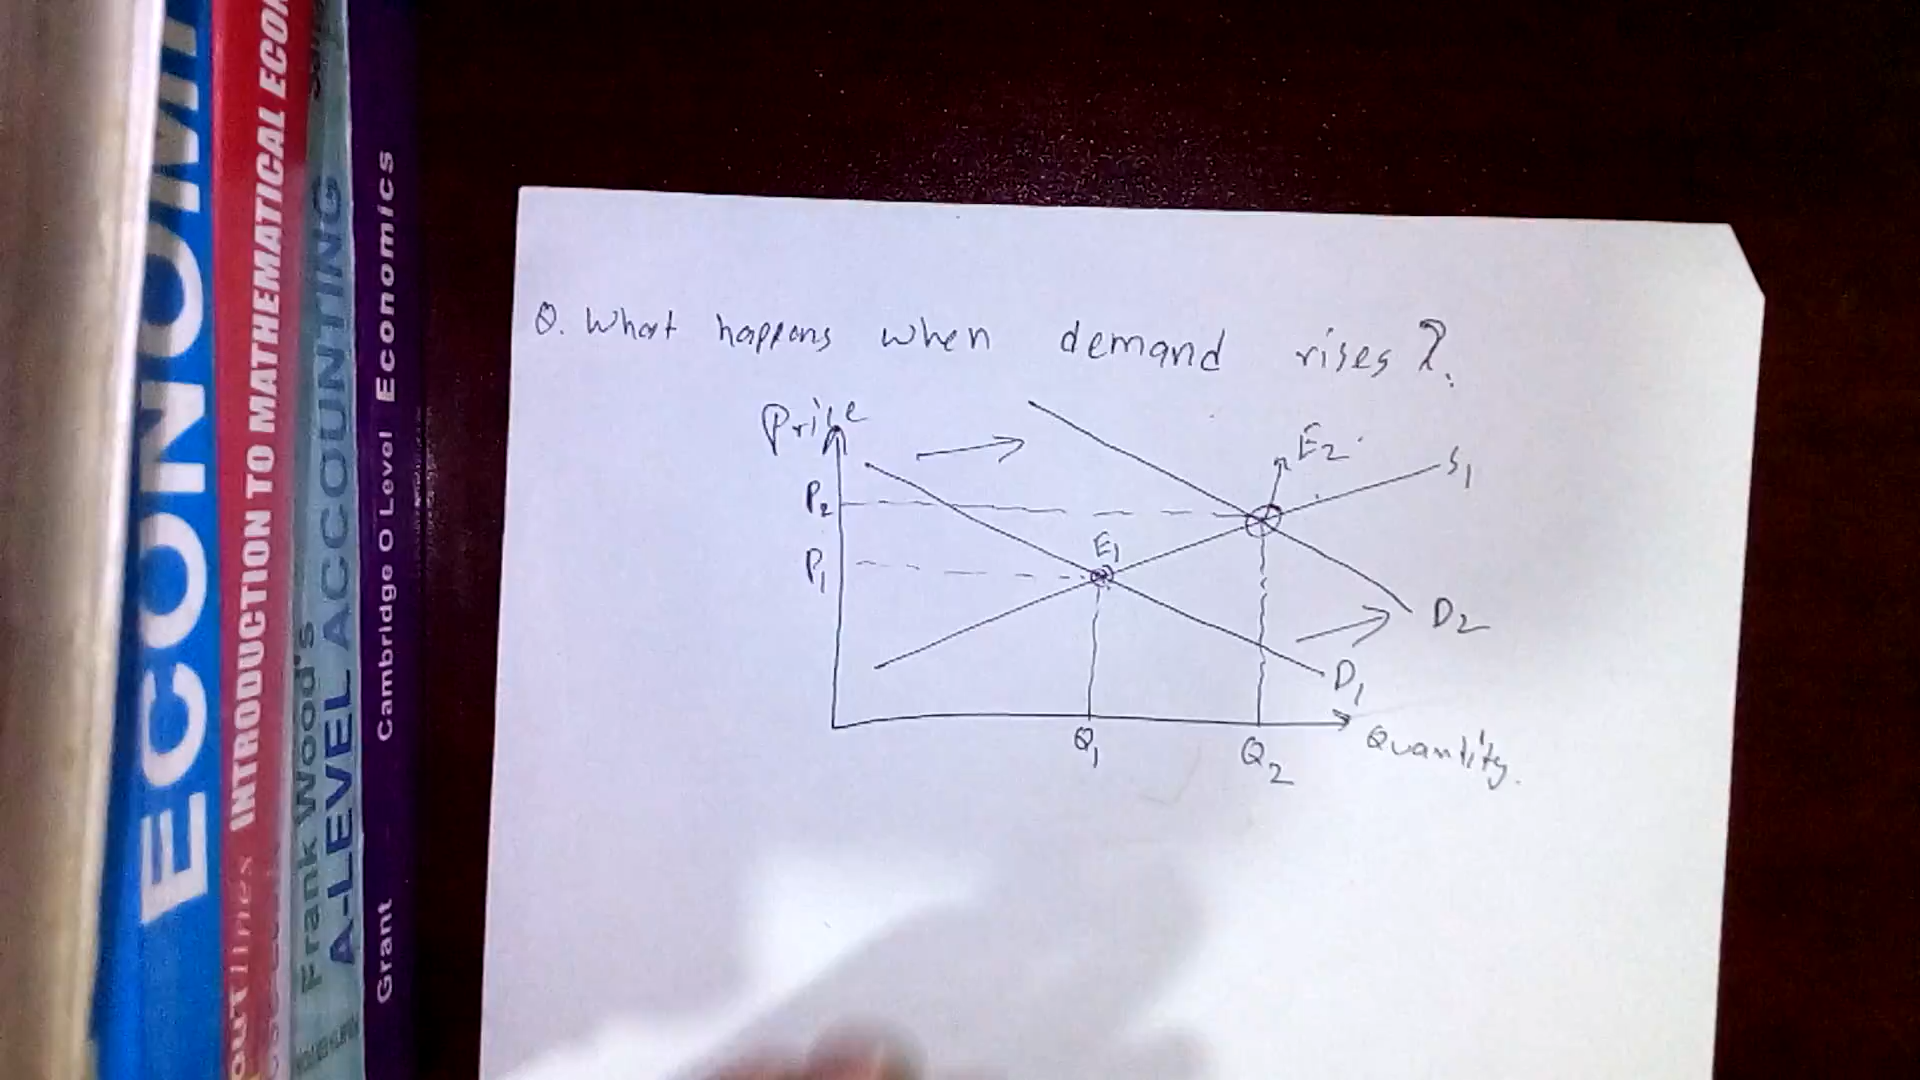 ECONOMI
INTRODUCTION TO MATHEMATICAL ECON
Frank Wood's
A-LEVEL ACCOUNTING
Grant Cambridge O Level Economics
Q. What happens when demand rises?
Price
E2
S1
P2
E1
P1
D2
D1
Q1
Q2
Quantity.